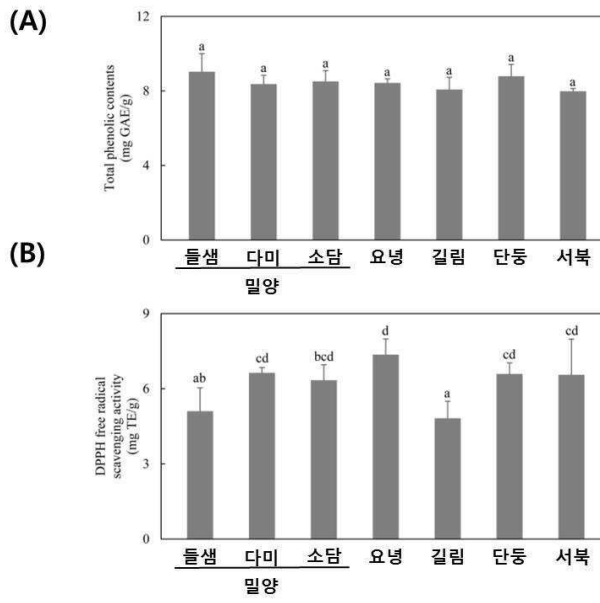 (A)
Total phenolic contents
(mg GAE/g)
12
8
4
0
a a a a a a a
들샘 다미 소담 요녕 길림 단둥 서북
밀양
(B)
DPPH free radical
scavenging activity
(mg TE/g)
9
6
3
0
ab cd bcd d a cd cd
들샘 다미 소담 요녕 길림 단둥 서북
밀양